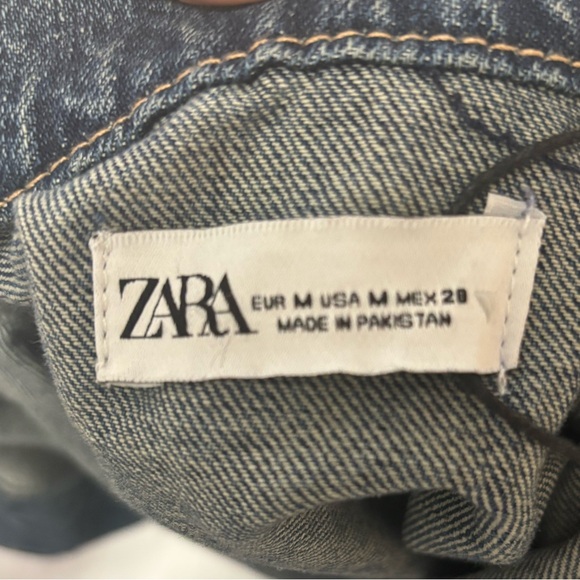 ZARA EUR M USA M MEX 28
MADE IN PAKISTAN